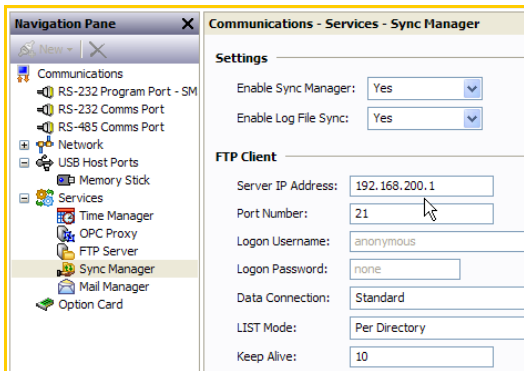 Navigation Pane
New
Communications
RS-232 Program Port - SM
RS-232 Comms Port
RS-485 Comms Port
Network
USB Host Ports
Memory Stick
Services
Time Manager
OPC Proxy
FTP Server
Sync Manager
Mail Manager
Option Card
Communications - Services - Sync Manager
Settings
Enable Sync Manager: Yes
Enable Log File Sync: Yes
FTP Client
Server IP Address: 192.168.200.1
Port Number: 21
Logon Username: anonymous
Logon Password: none
Data Connection: Standard
LIST Mode: Per Directory
Keep Alive: 10